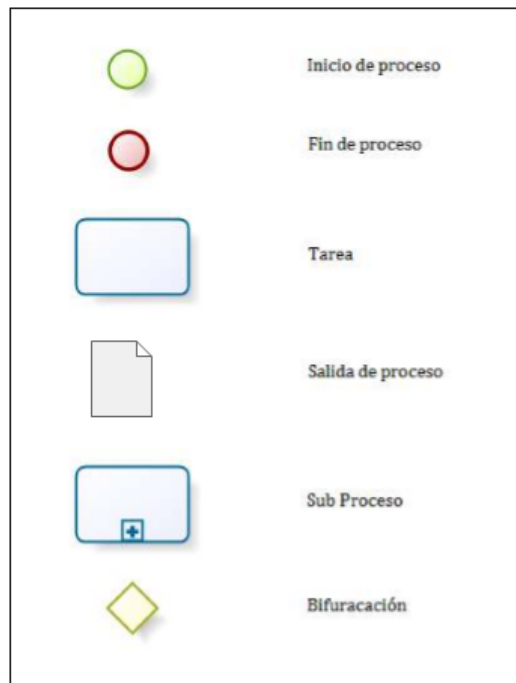 Inicio de proceso
Fin de proceso
Tarea
Salida de proceso
Sub Proceso
Bifuracación